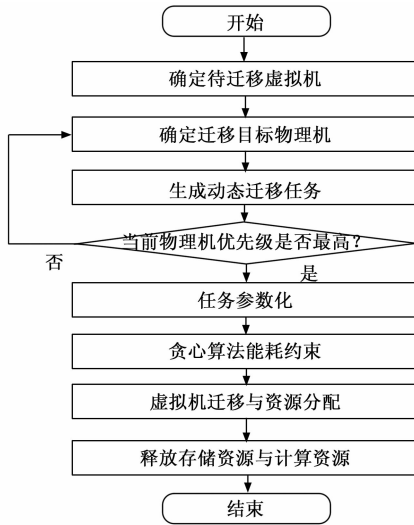 开始
确定待迁移虚拟机
确定迁移目标物理机
生成动态迁移任务
当前物理机优先级是否最高?
否
是
任务参数化
贪心算法能耗约束
虚拟机迁移与资源分配
释放存储资源与计算资源
结束